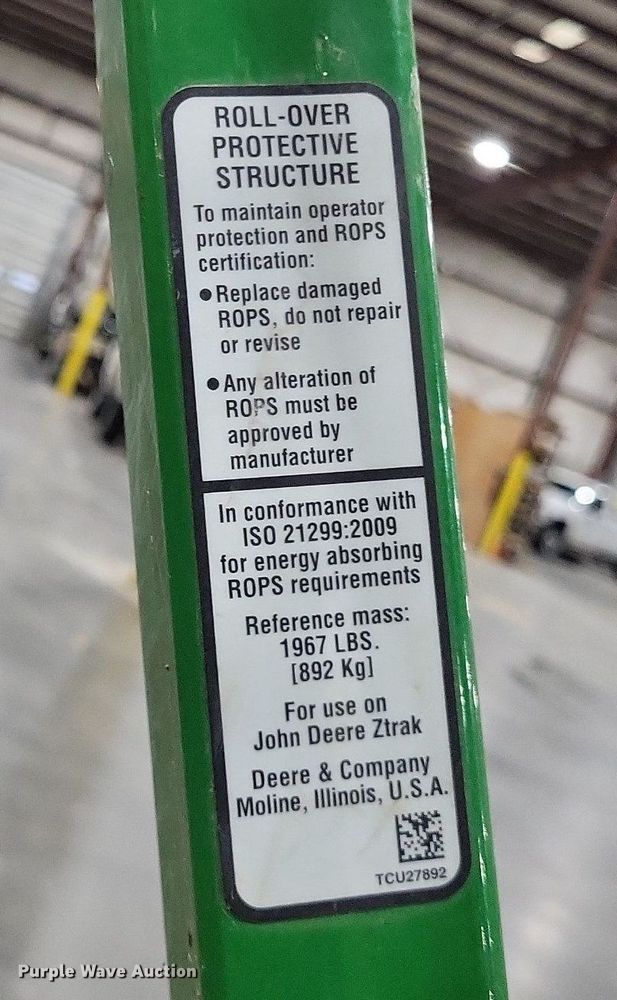 ROLL-OVER
PROTECTIVE
STRUCTURE
To maintain operator
protection and ROPS
certification:
●Replace damaged
ROPS, do not repair
or revise
●Any alteration of
ROPS must be
approved by
manufacturer
In conformance with
ISO 21299:2009
for energy absorbing
ROPS requirements
Reference mass:
1967 LBS.
[892 Kg]
For use on
John Deere Ztrak
Deere & Company
Moline, Illinois, U.S.A.
TCU27892
Purple Wave Auction